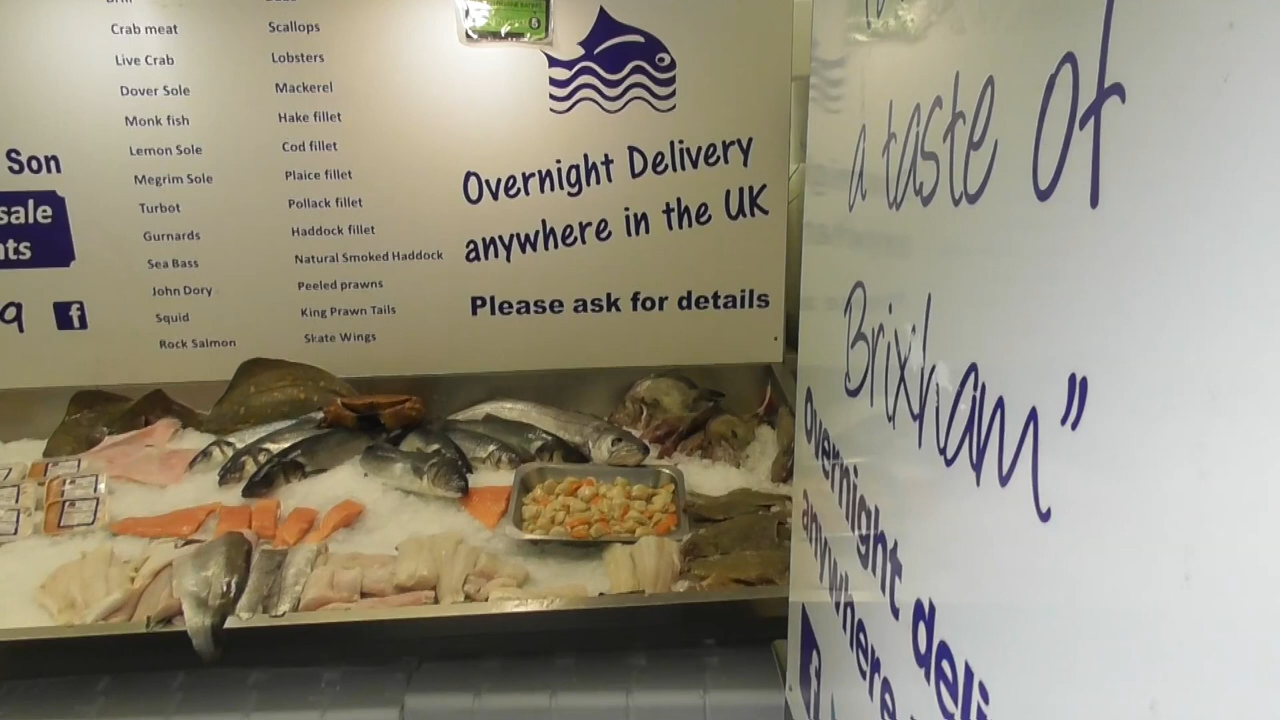 Crab meat
Live Crab
Dover Sole
Monk fish
Lemon Sole
Megrim Sole
Turbot
Gurnards
Sea Bass
John Dory
Squid
Rock Salmon
Scallops
Lobsters
Mackerel
Hake fillet
Cod fillet
Plaice fillet
Pollack fillet
Haddock fillet
Natural Smoked Haddock
Peeled prawns
King Prawn Tails
Skate Wings
Son
sale
nts
9 f
5
Overnight Delivery
anywhere in the UK
Please ask for details
a taste of
Brixham”
overnight deli
anywhere
f